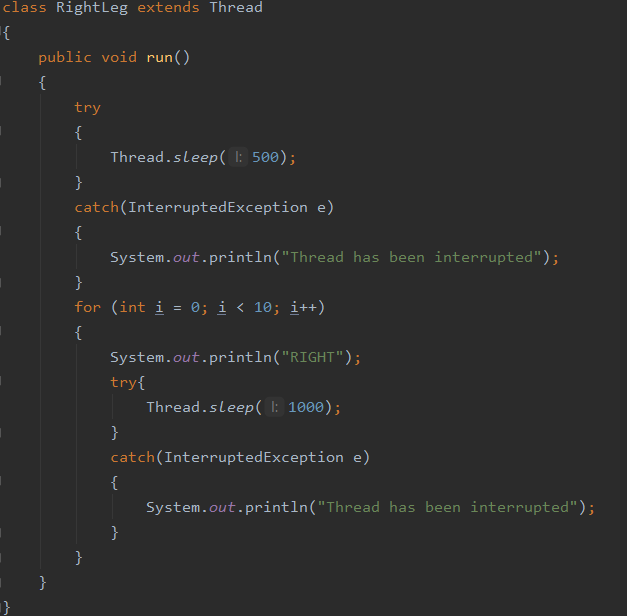 class RightLeg extends Thread
{
    public void run()
    {
        try
        {
            Thread.sleep( l: 500);
        }
        catch(InterruptedException e)
        {
            System.out.println("Thread has been interrupted");
        }
        for (int i = 0; i < 10; i++)
        {
            System.out.println("RIGHT");
            try{
                Thread.sleep( l: 1000);
            }
            catch(InterruptedException e)
            {
                System.out.println("Thread has been interrupted");
            }
        }
    }
}